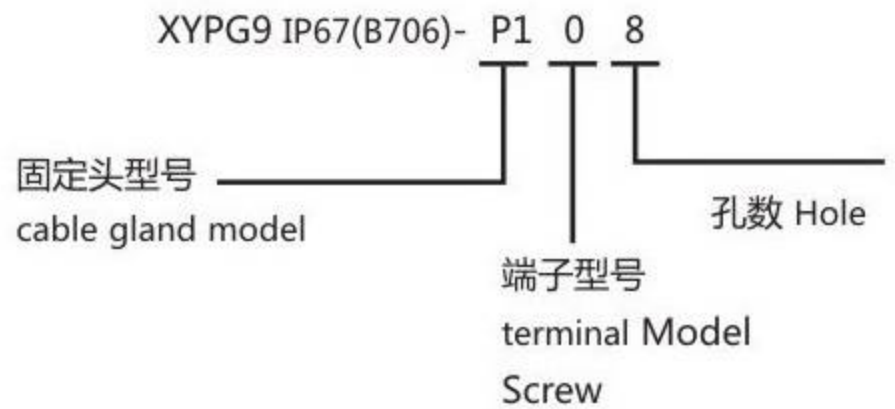 XYPG9 IP67(B706)- P1 0 8
固定头型号
cable gland model
孔数 Hole
端子型号
terminal Model
Screw